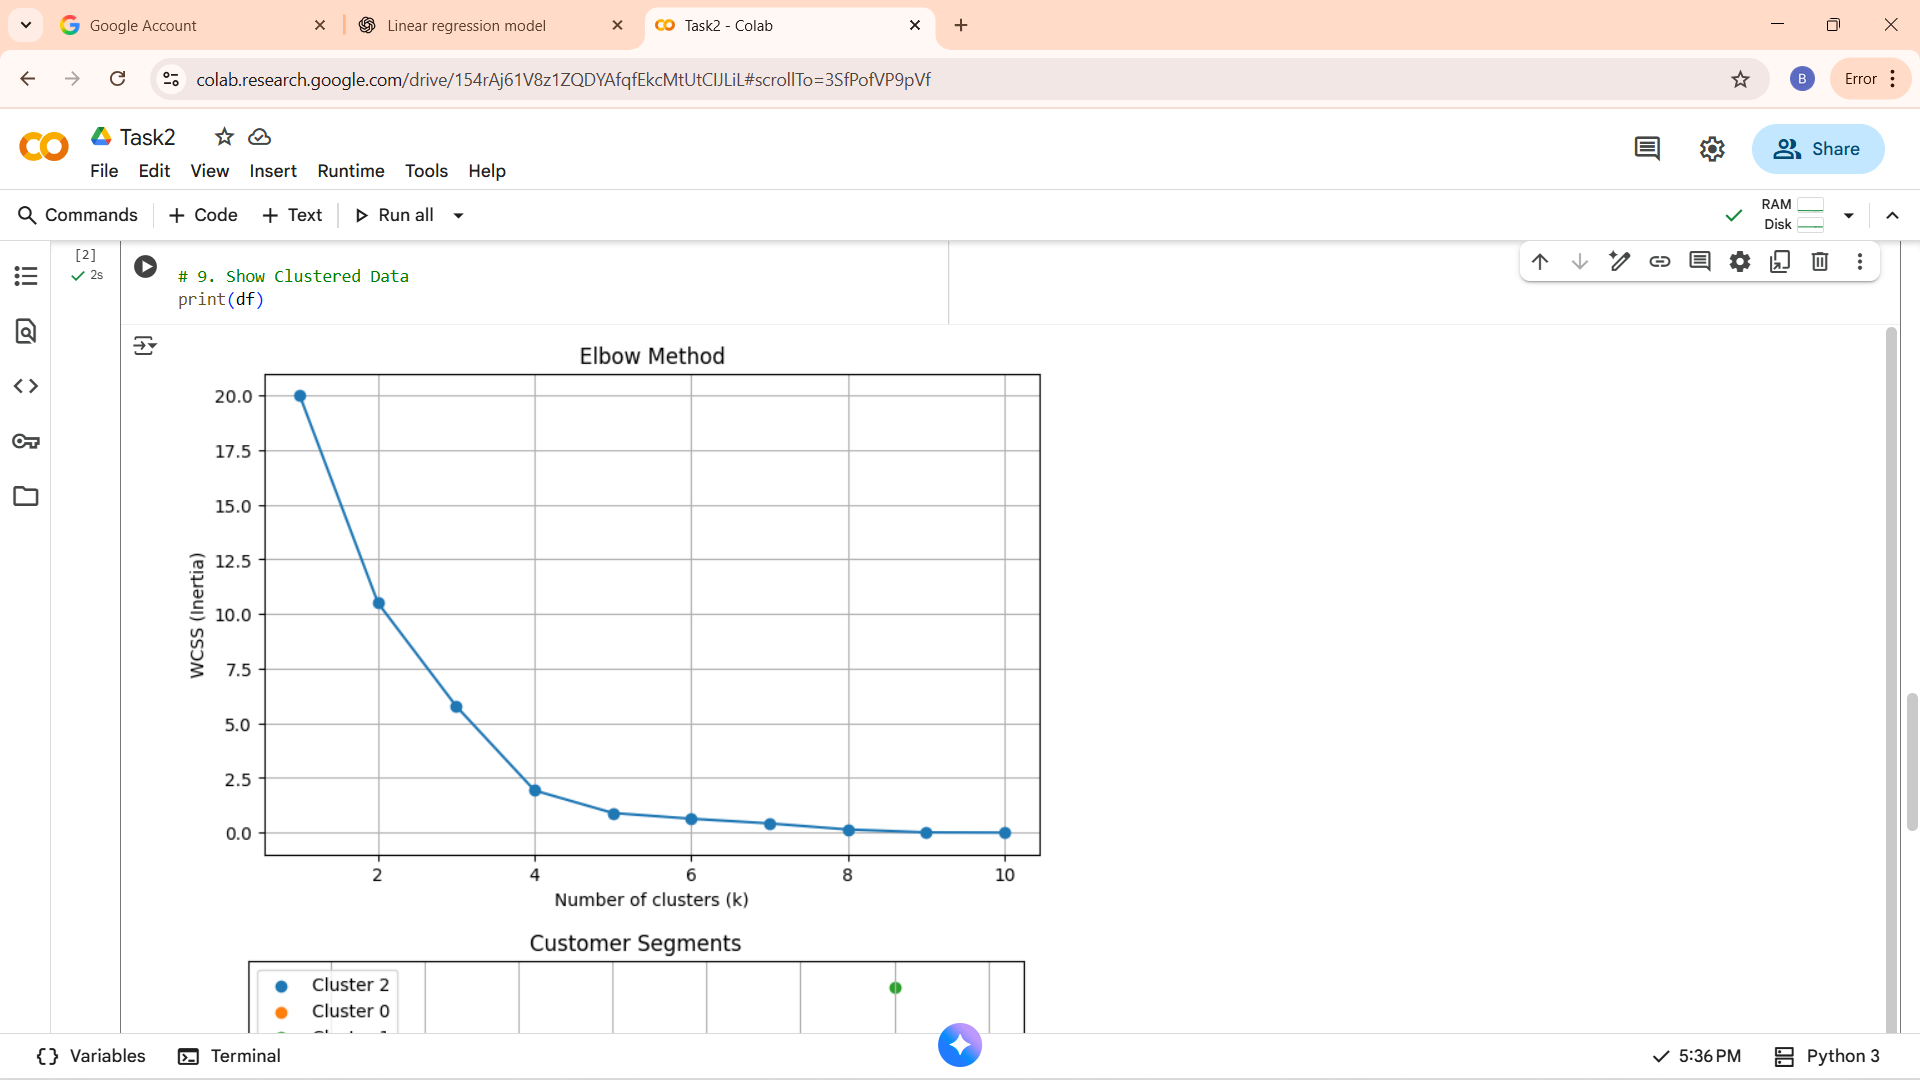 Google Account
Linear regression model
Task2 - Colab
colab.research.google.com/drive/154rAj61V8z1ZQDYAfqfEkcMtUtCIJLiL#scrollTo=3SfPofVP9pVf
B
Error
CO
Task2
File Edit View Insert Runtime Tools Help
Share
Commands + Code + Text Run all
RAM
Disk
[2]
2s
# 9. Show Clustered Data
print(df)
Elbow Method
20.0
17.5
15.0
12.5
10.0
7.5
5.0
2.5
0.0
WCSS (Inertia)
2 4 6 8 10
Number of clusters (k)
Customer Segments
Cluster 2
Cluster 0
Variables Terminal
5:36 PM Python 3